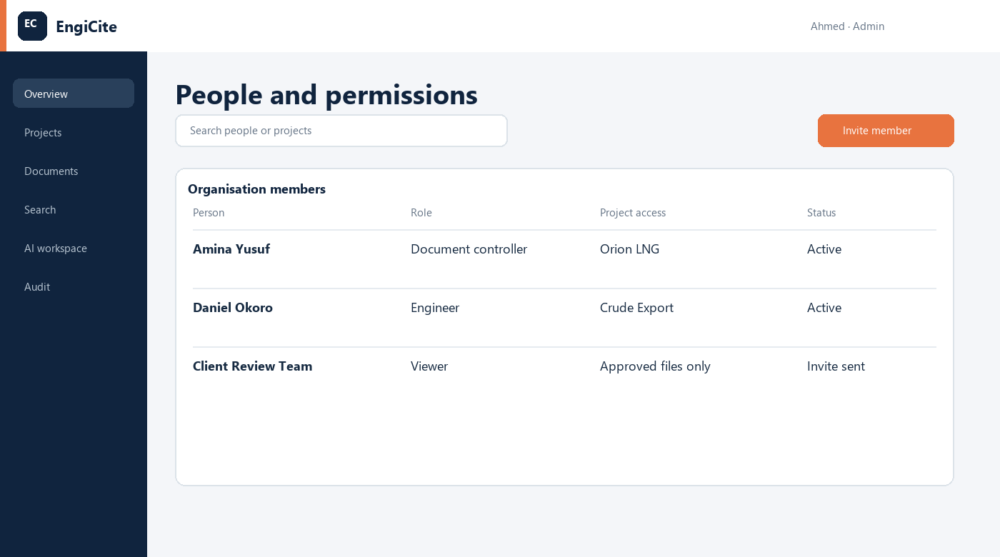 EC EngiCite
Ahmed · Admin
Overview
Projects
Documents
Search
AI workspace
Audit
People and permissions
Search people or projects
Invite member
Organisation members
Person Role Project access Status
Amina Yusuf Document controller Orion LNG Active
Daniel Okoro Engineer Crude Export Active
Client Review Team Viewer Approved files only Invite sent